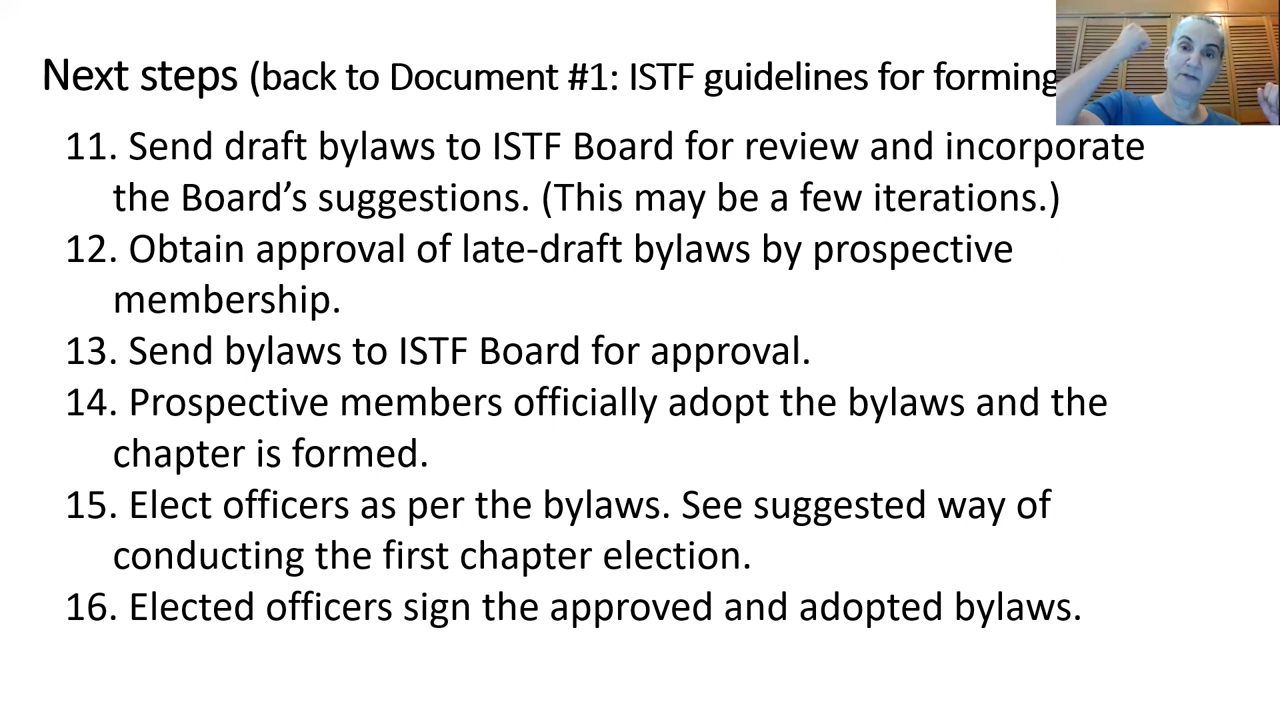 Next steps (back to Document #1: ISTF guidelines for forming
11. Send draft bylaws to ISTF Board for review and incorporate
the Board’s suggestions. (This may be a few iterations.)
12. Obtain approval of late-draft bylaws by prospective
membership.
13. Send bylaws to ISTF Board for approval.
14. Prospective members officially adopt the bylaws and the
chapter is formed.
15. Elect officers as per the bylaws. See suggested way of
conducting the first chapter election.
16. Elected officers sign the approved and adopted bylaws.